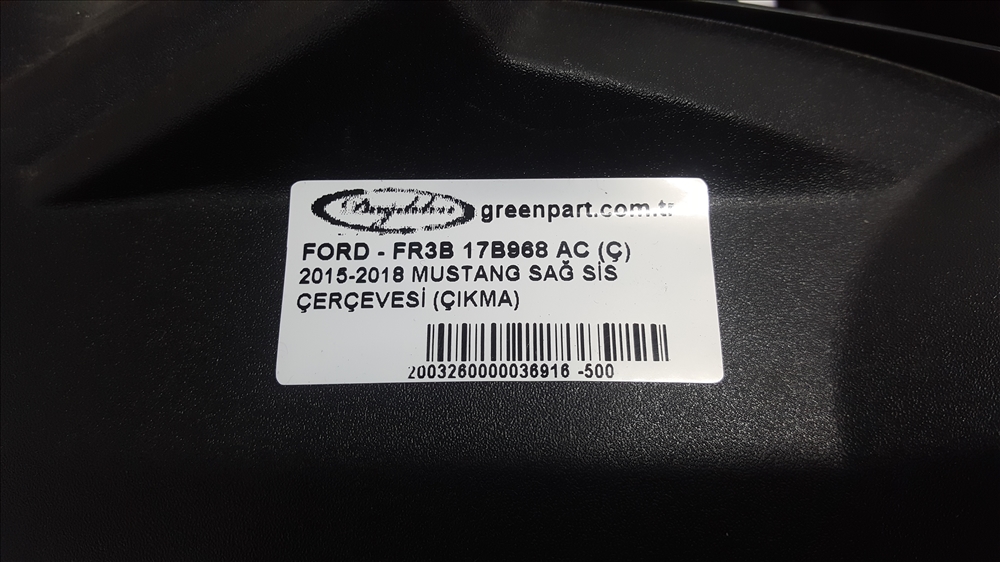 greenpart.com.tr
FORD - FR3B 17B968 AC (Ç)
2015-2018 MUSTANG SAĞ SİS
ÇERÇEVESİ (ÇIKMA)
2003260000036916 -500